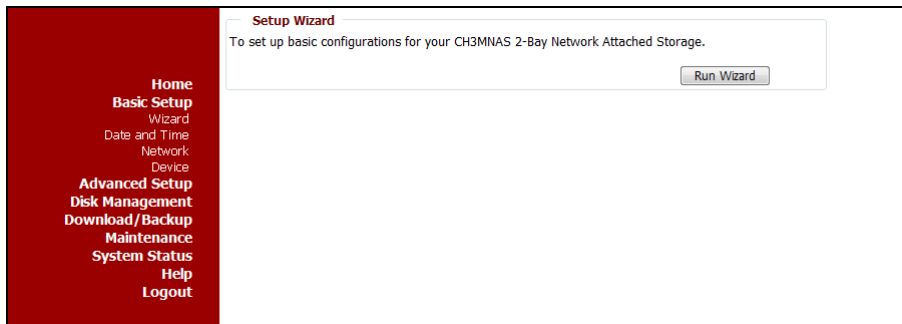 Setup Wizard
To set up basic configurations for your CH3MNAS 2-Bay Network Attached Storage.
Run Wizard
Home
Basic Setup
Wizard
Date and Time
Network
Device
Advanced Setup
Disk Management
Download/Backup
Maintenance
System Status
Help
Logout